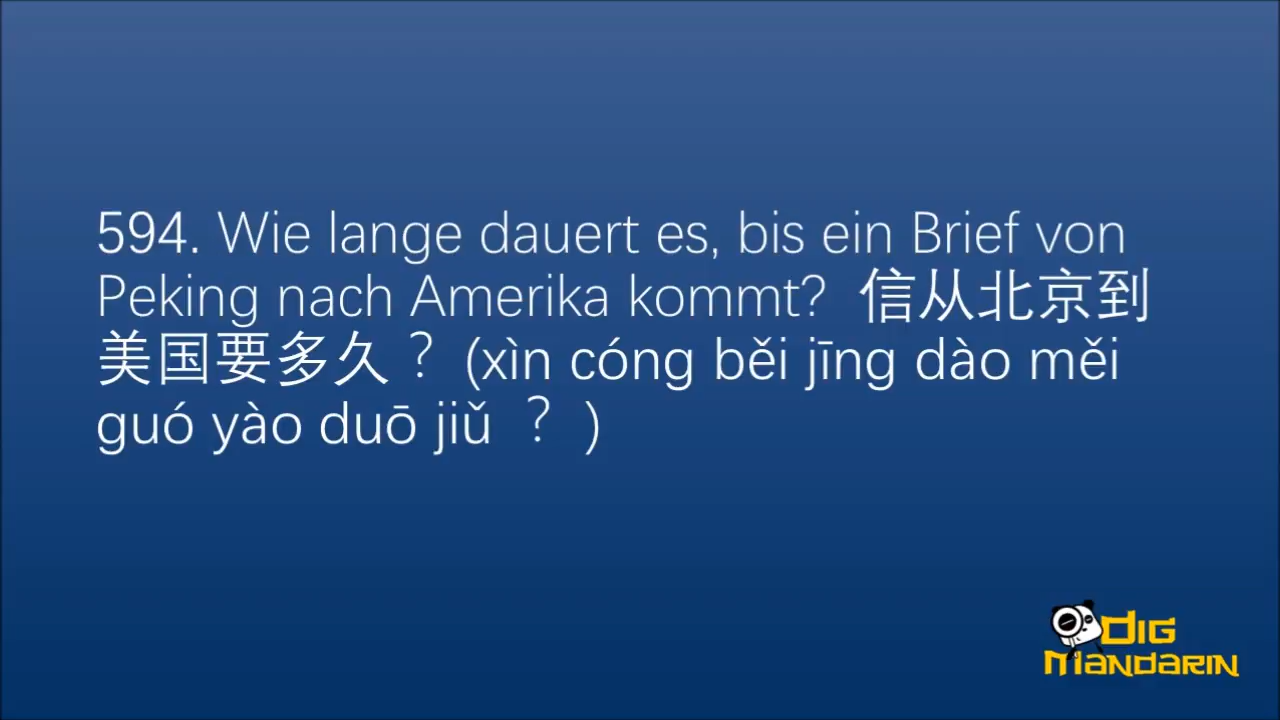 594. Wie lange dauert es, bis ein Brief von
Peking nach Amerika kommt? 信从北京到
美国要多久？(xìn cóng běi jīng dào měi
guó yào duō jiǔ ？ )
DIG
MANDARIN